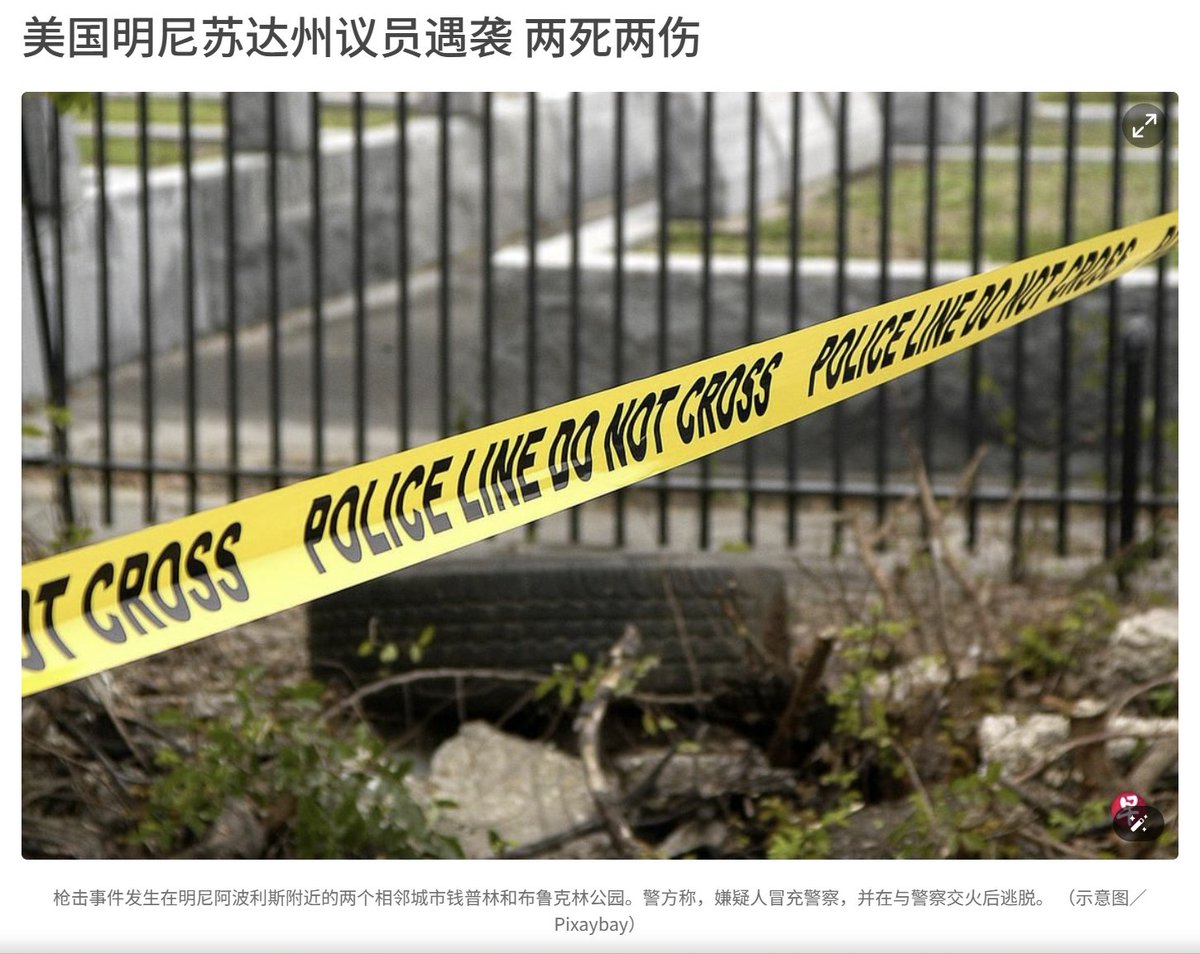 美国明尼苏达州议员遇袭 两死两伤
POLICE LINE DO NOT CROSS
POLICE LINE DO NOT CROSS
OT CROSS
枪击事件发生在明尼阿波利斯附近的两个相邻城市钱普林和布鲁克林公园。警方称，嫌疑人冒充警察，并在与警察交火后逃脱。 （示意图／
Pixaybay）